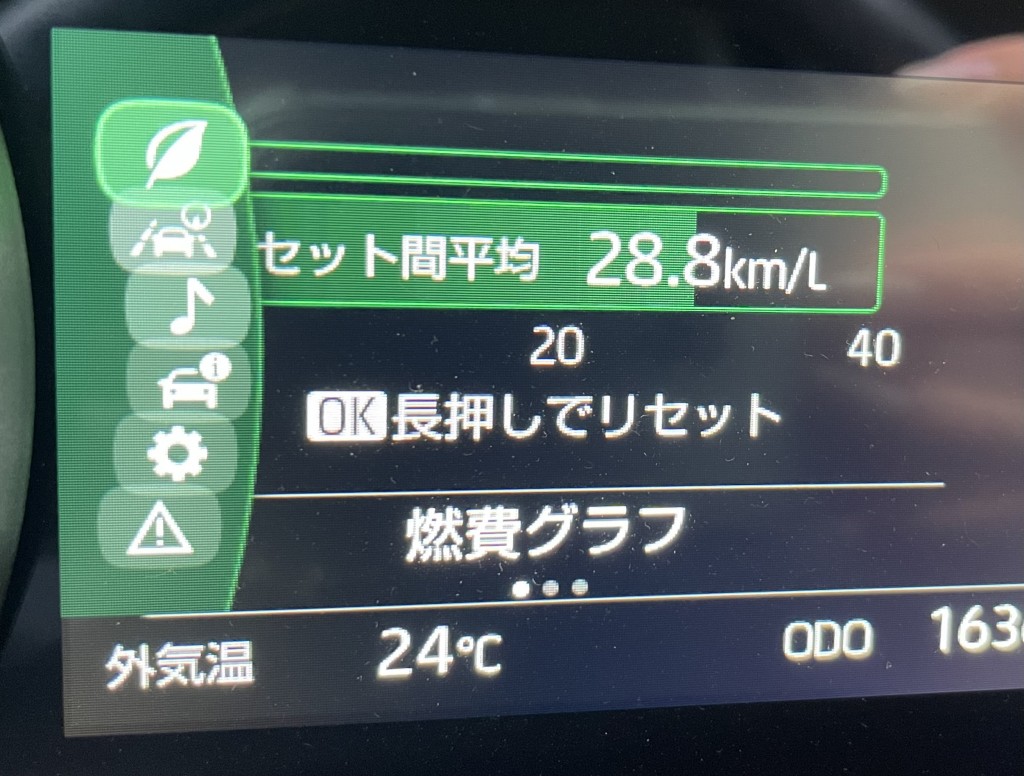 セット間平均 28.8km/L
20 40
OK長押しでリセット
燃費グラフ
外気温 24℃ ODO 163